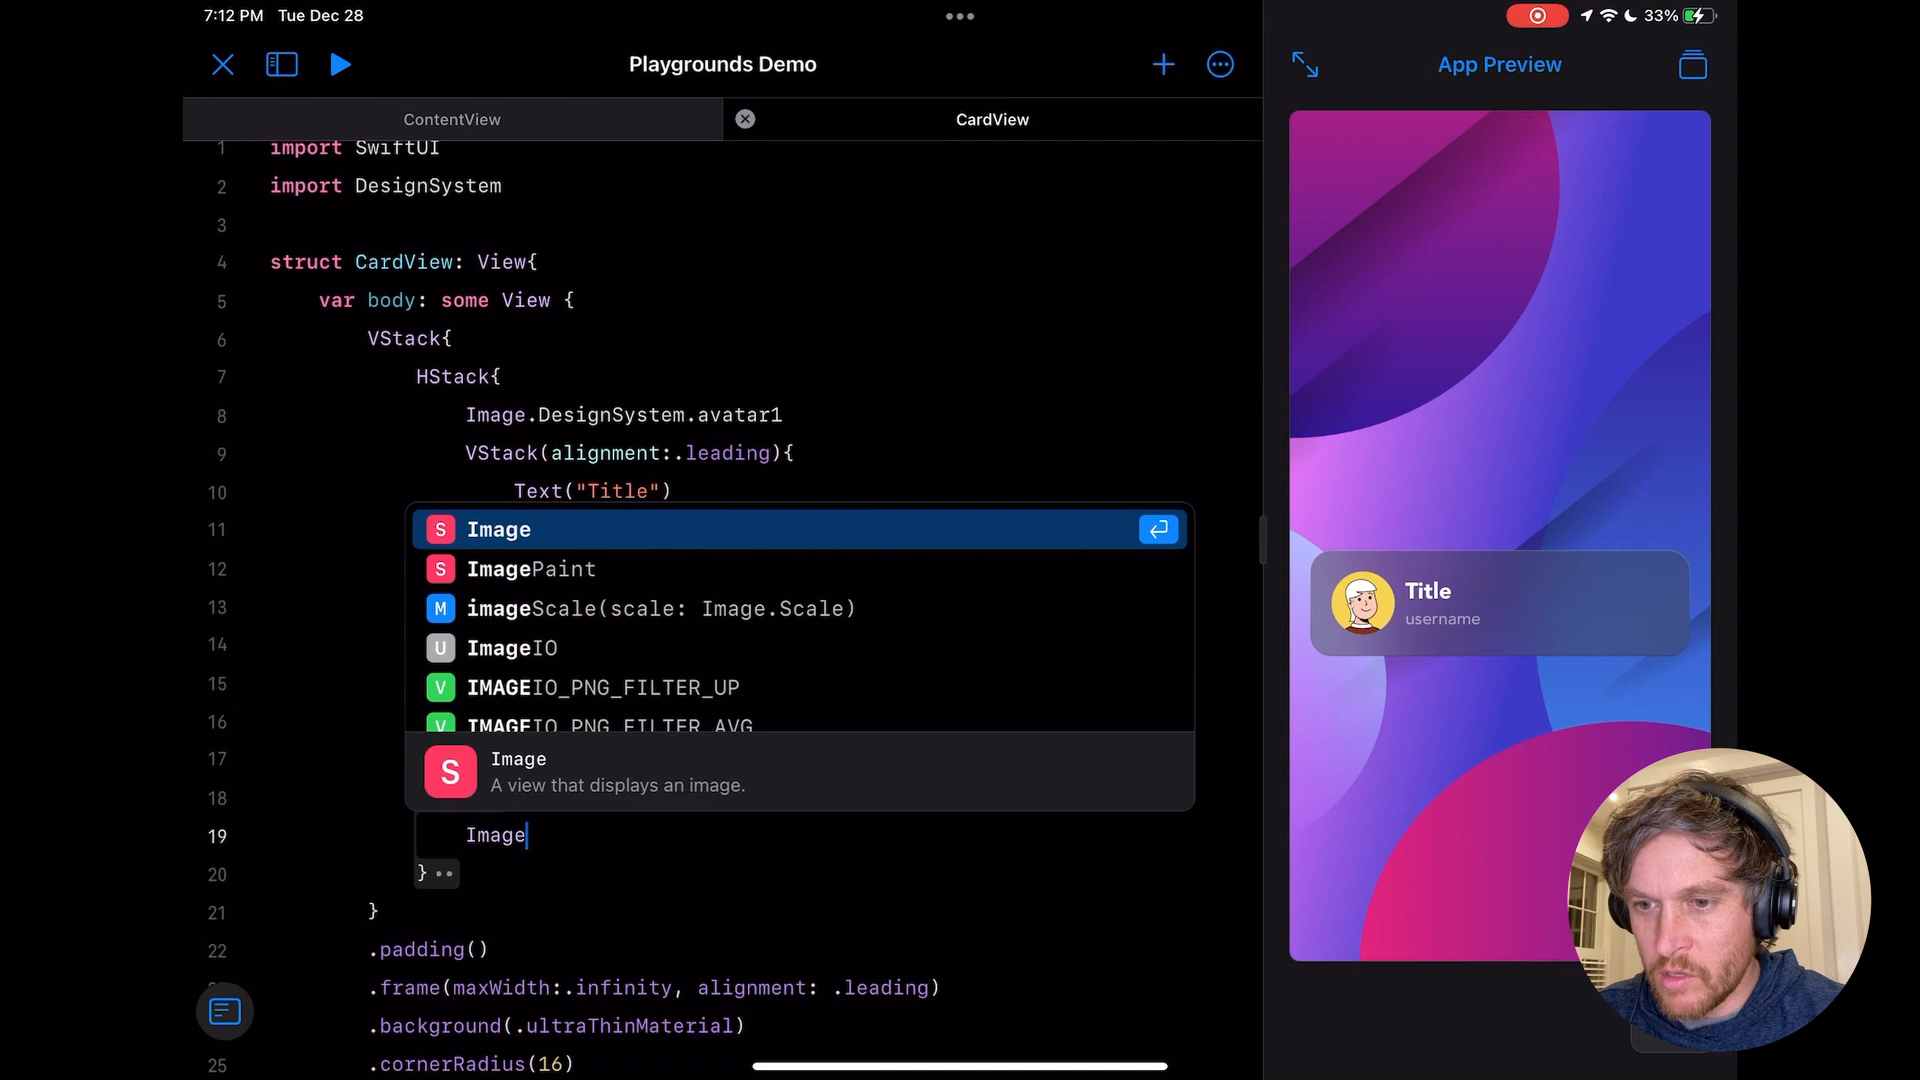 7:12 PM Tue Dec 28
33%
Playgrounds Demo
App Preview
ContentView
CardView
1 import SwiftUI
2 import DesignSystem
3
4 struct CardView: View{
5 var body: some View {
6 VStack{
7 HStack{
8 Image.DesignSystem.avatar1
9 VStack(alignment:.leading){
10 Text("Title")
11
12
13
14
15
16
17
18
S Image
S ImagePaint
M imageScale(scale: Image.Scale)
U ImageIO
V IMAGEIO_PNG_FILTER_UP
V IMAGEIO_PNG_FILTER_AVG
S Image
A view that displays an image.
19 Image
20 }
21 }
22 .padding()
.frame(maxWidth:.infinity, alignment: .leading)
.background(.ultraThinMaterial)
25 .cornerRadius(16)
Title
username